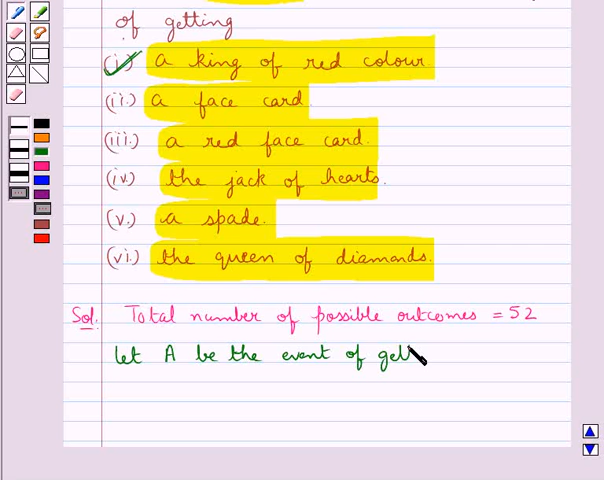 of getting
(i.) a king of red colour.
(ii.) a face card.
(iii.) a red face card.
(iv.) the jack of hearts.
(v.) a spade.
(vi.) the queen of diamonds.
Sol. Total number of possible outcomes = 52
let A be the event of gett